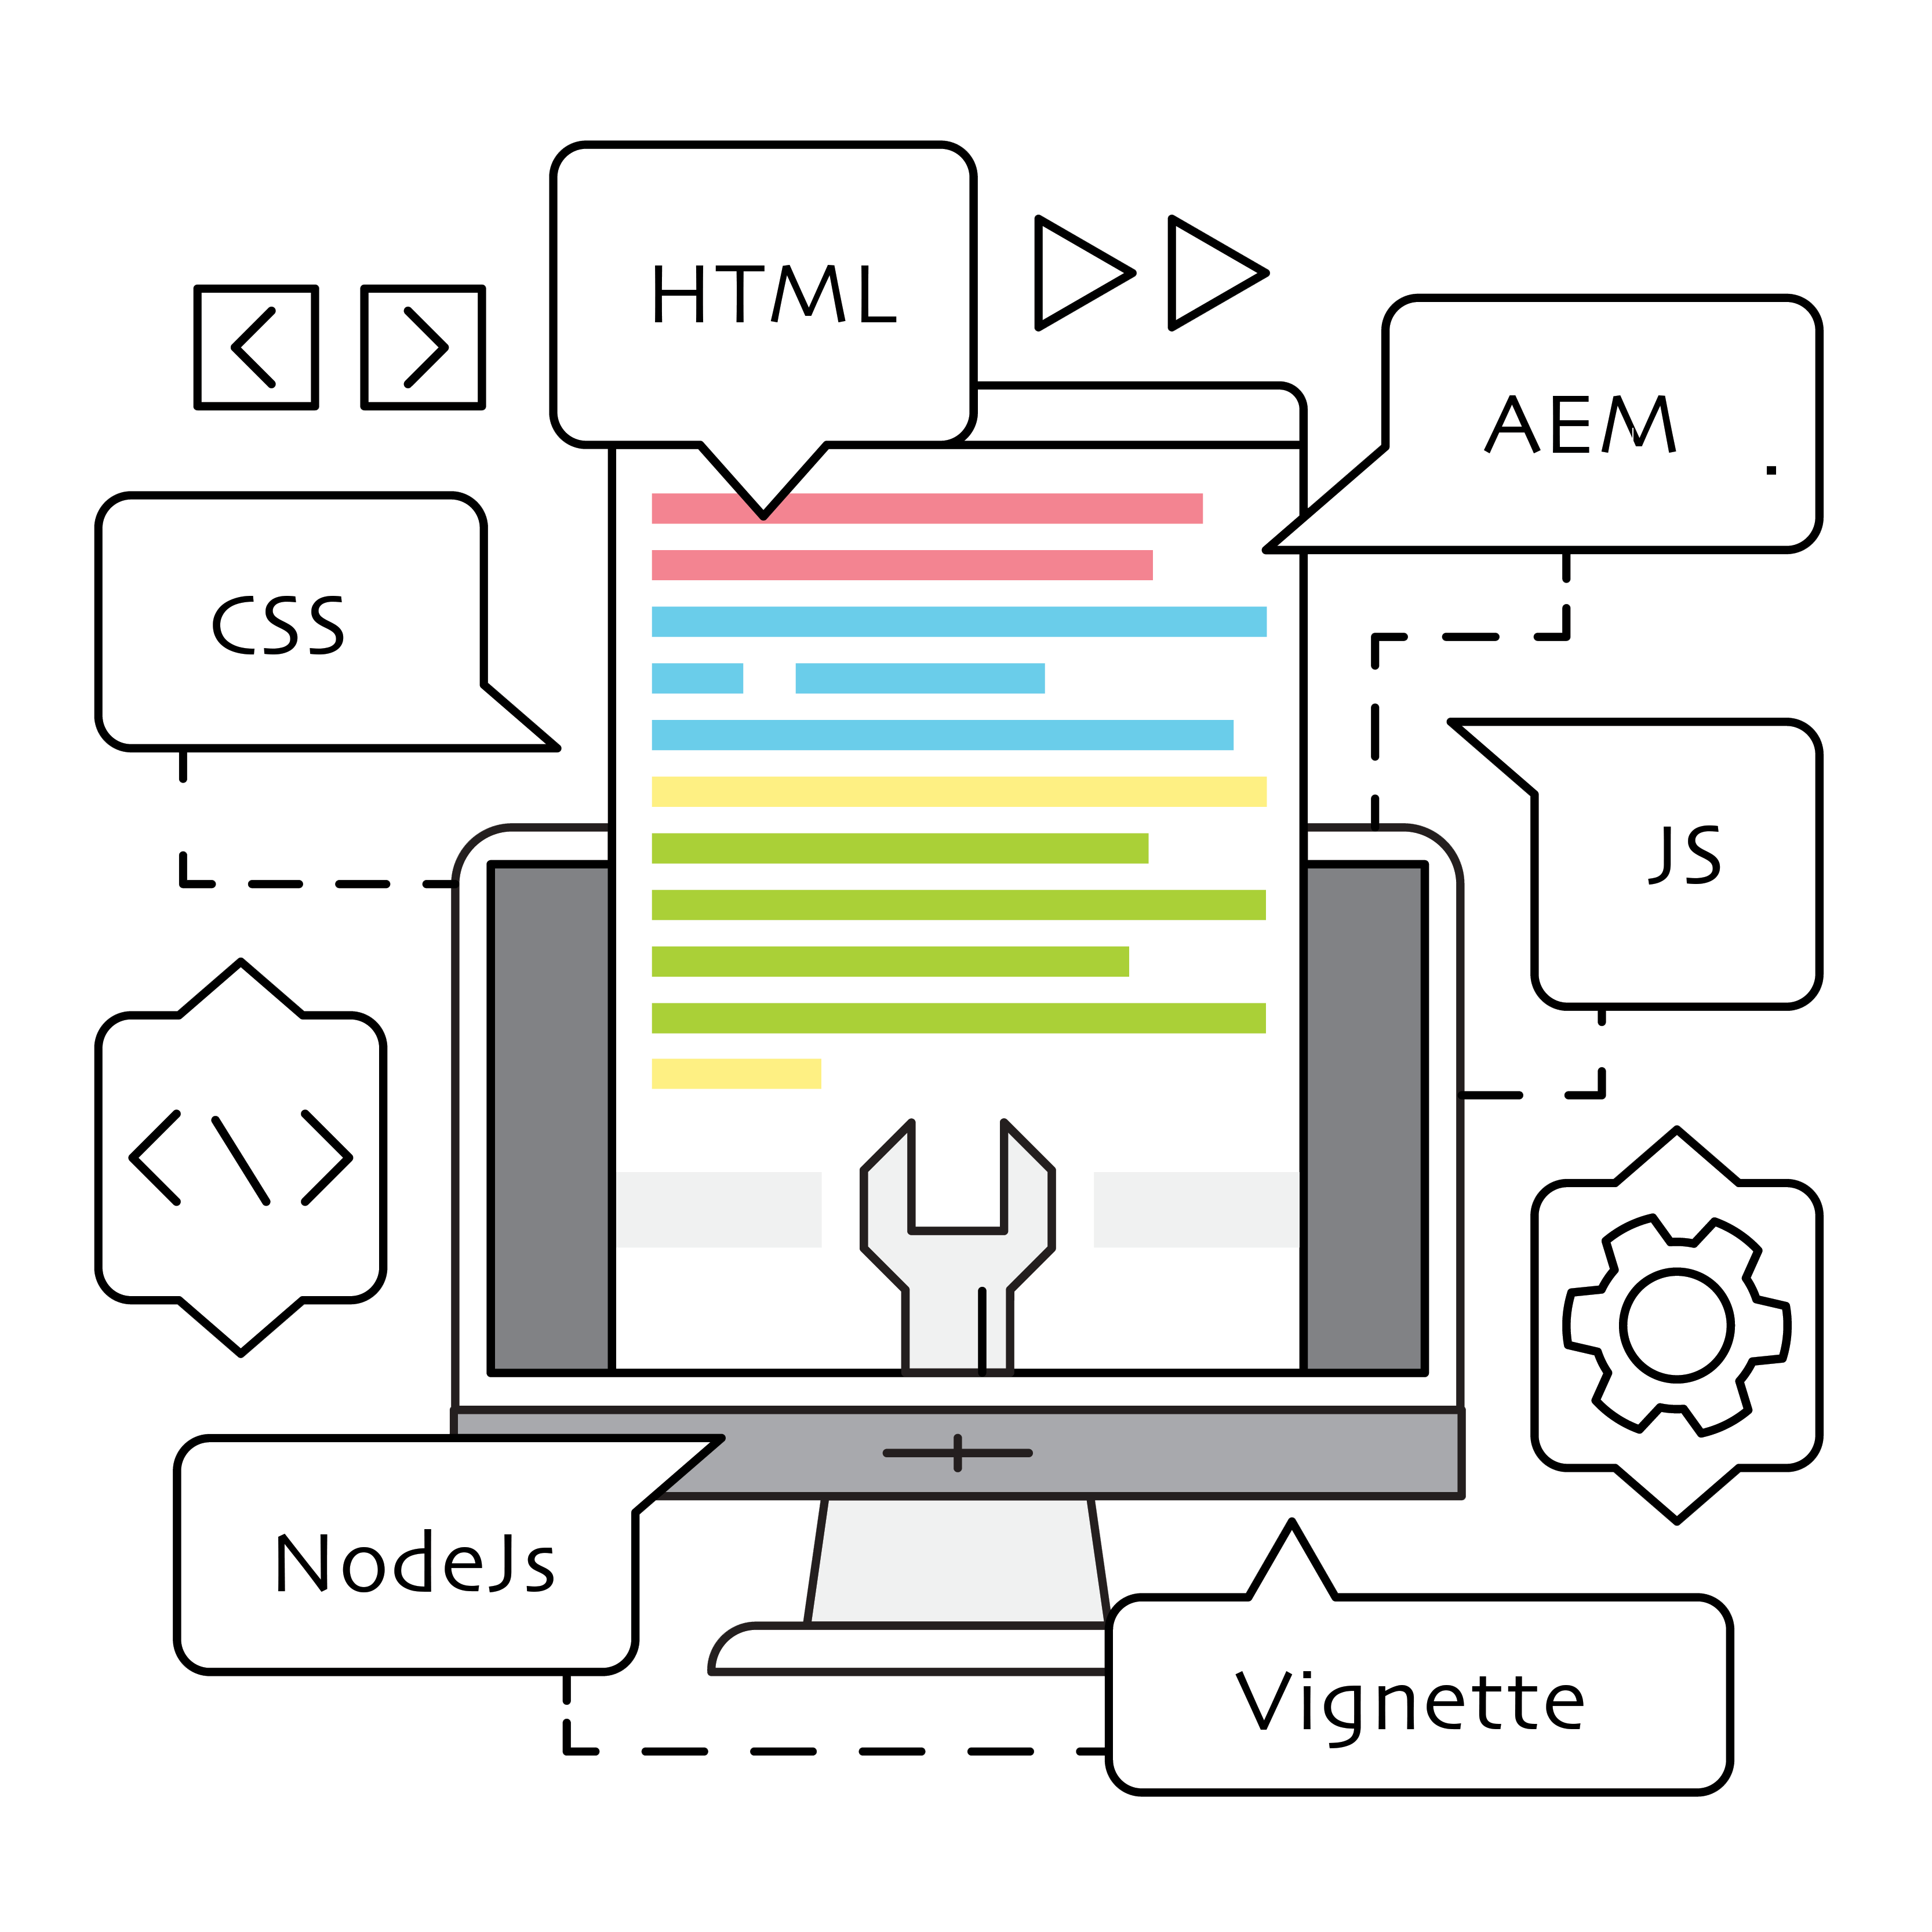 HTML
AEM
CSS
JS
< \ >
NodeJs
Vignette